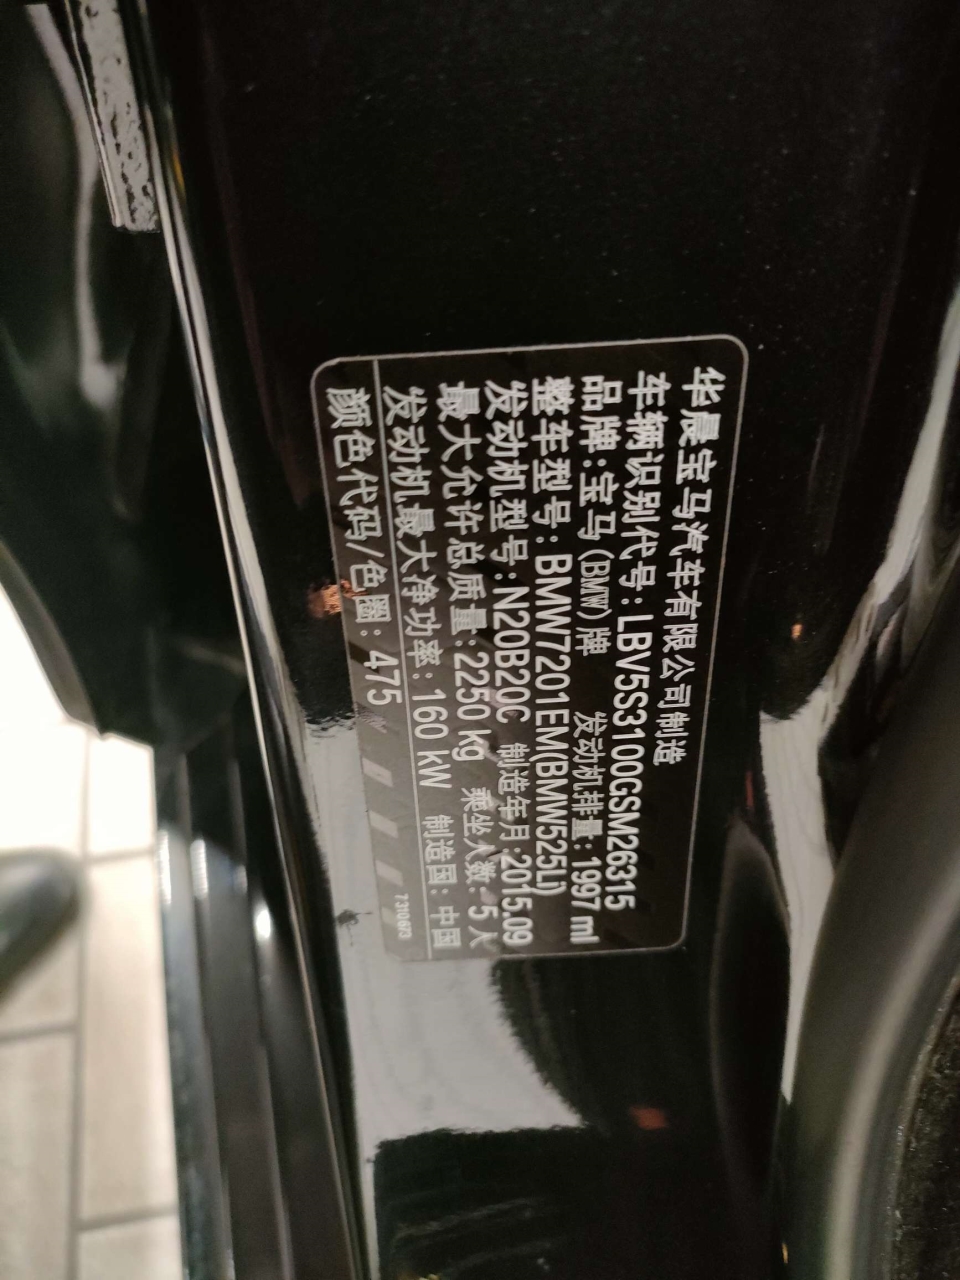 华晨宝马汽车有限公司制造
车辆识别代号:LBV5S3100GSM26315
品牌:宝马(BMW)牌 发动机排量:1997 ml
整车型号:BMW7201EM(BMW525Li)
发动机型号:N20B20C 制造年月:2015.09
最大允许总质量:2250 kg 乘坐人数:5人
发动机最大净功率:160 kW 制造国:中国
颜色代码/色圈:475
7310673